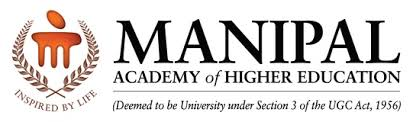 INSPIRED BY LIFE
MANIPAL
ACADEMY of HIGHER EDUCATION
(Deemed to be University under Section 3 of the UGC Act, 1956)